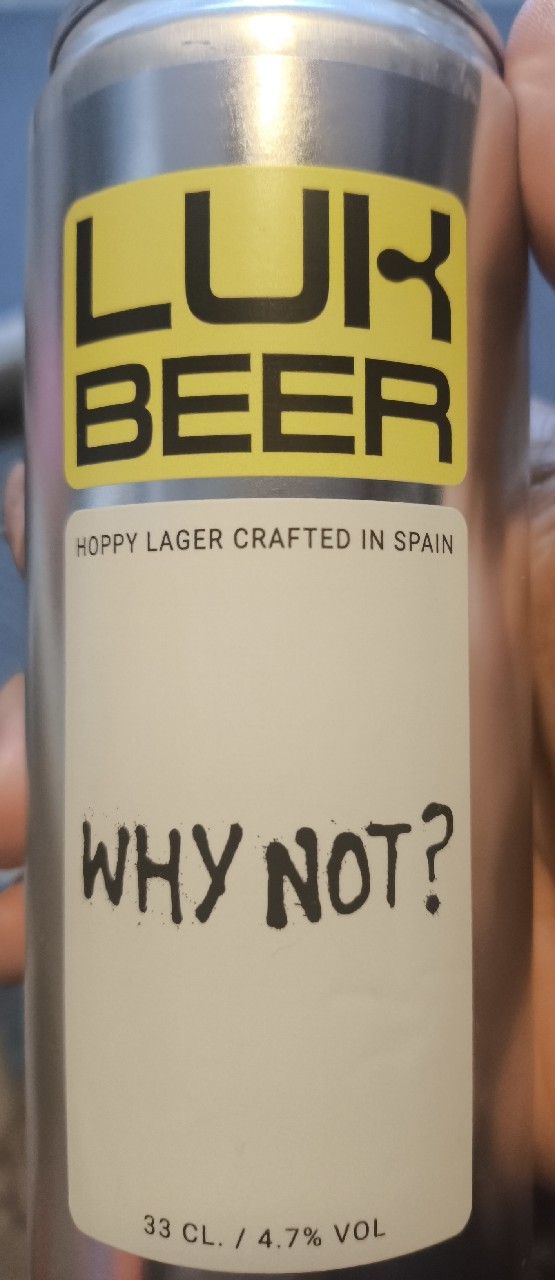 LUK
BEER
HOPPY LAGER CRAFTED IN SPAIN
WHY NOT?
33 CL. / 4.7% VOL